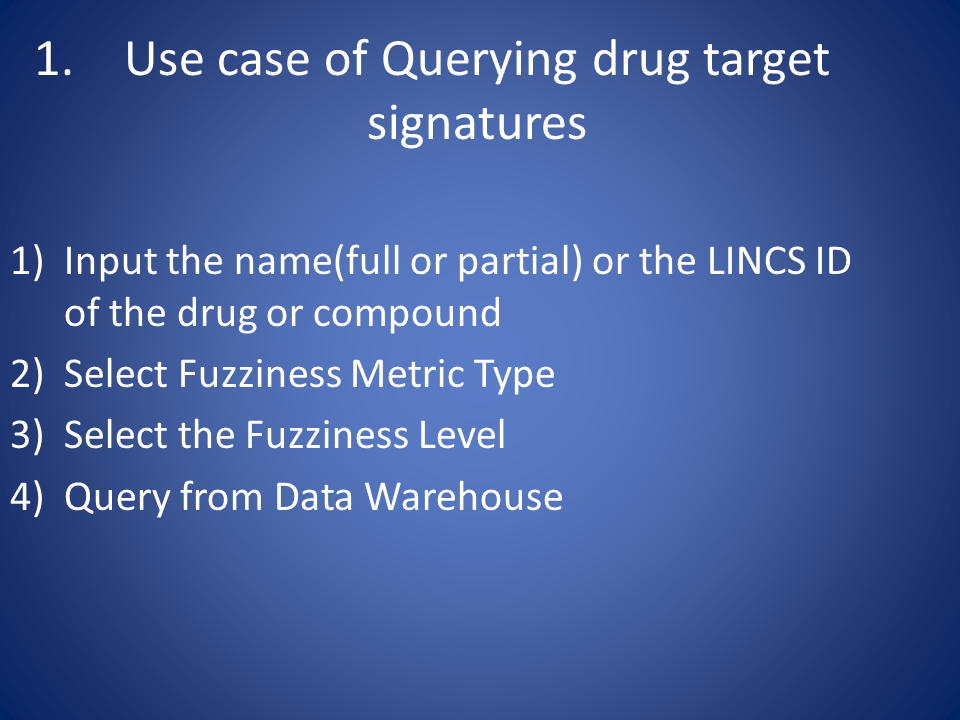 1. Use case of Querying drug target
signatures
1) Input the name(full or partial) or the LINCS ID
of the drug or compound
2) Select Fuzziness Metric Type
3) Select the Fuzziness Level
4) Query from Data Warehouse